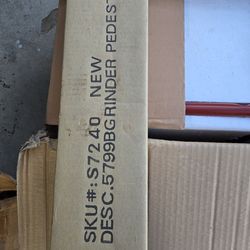 SKU#:S7240 NEW
DESC.5799BGRINDER PEDEST